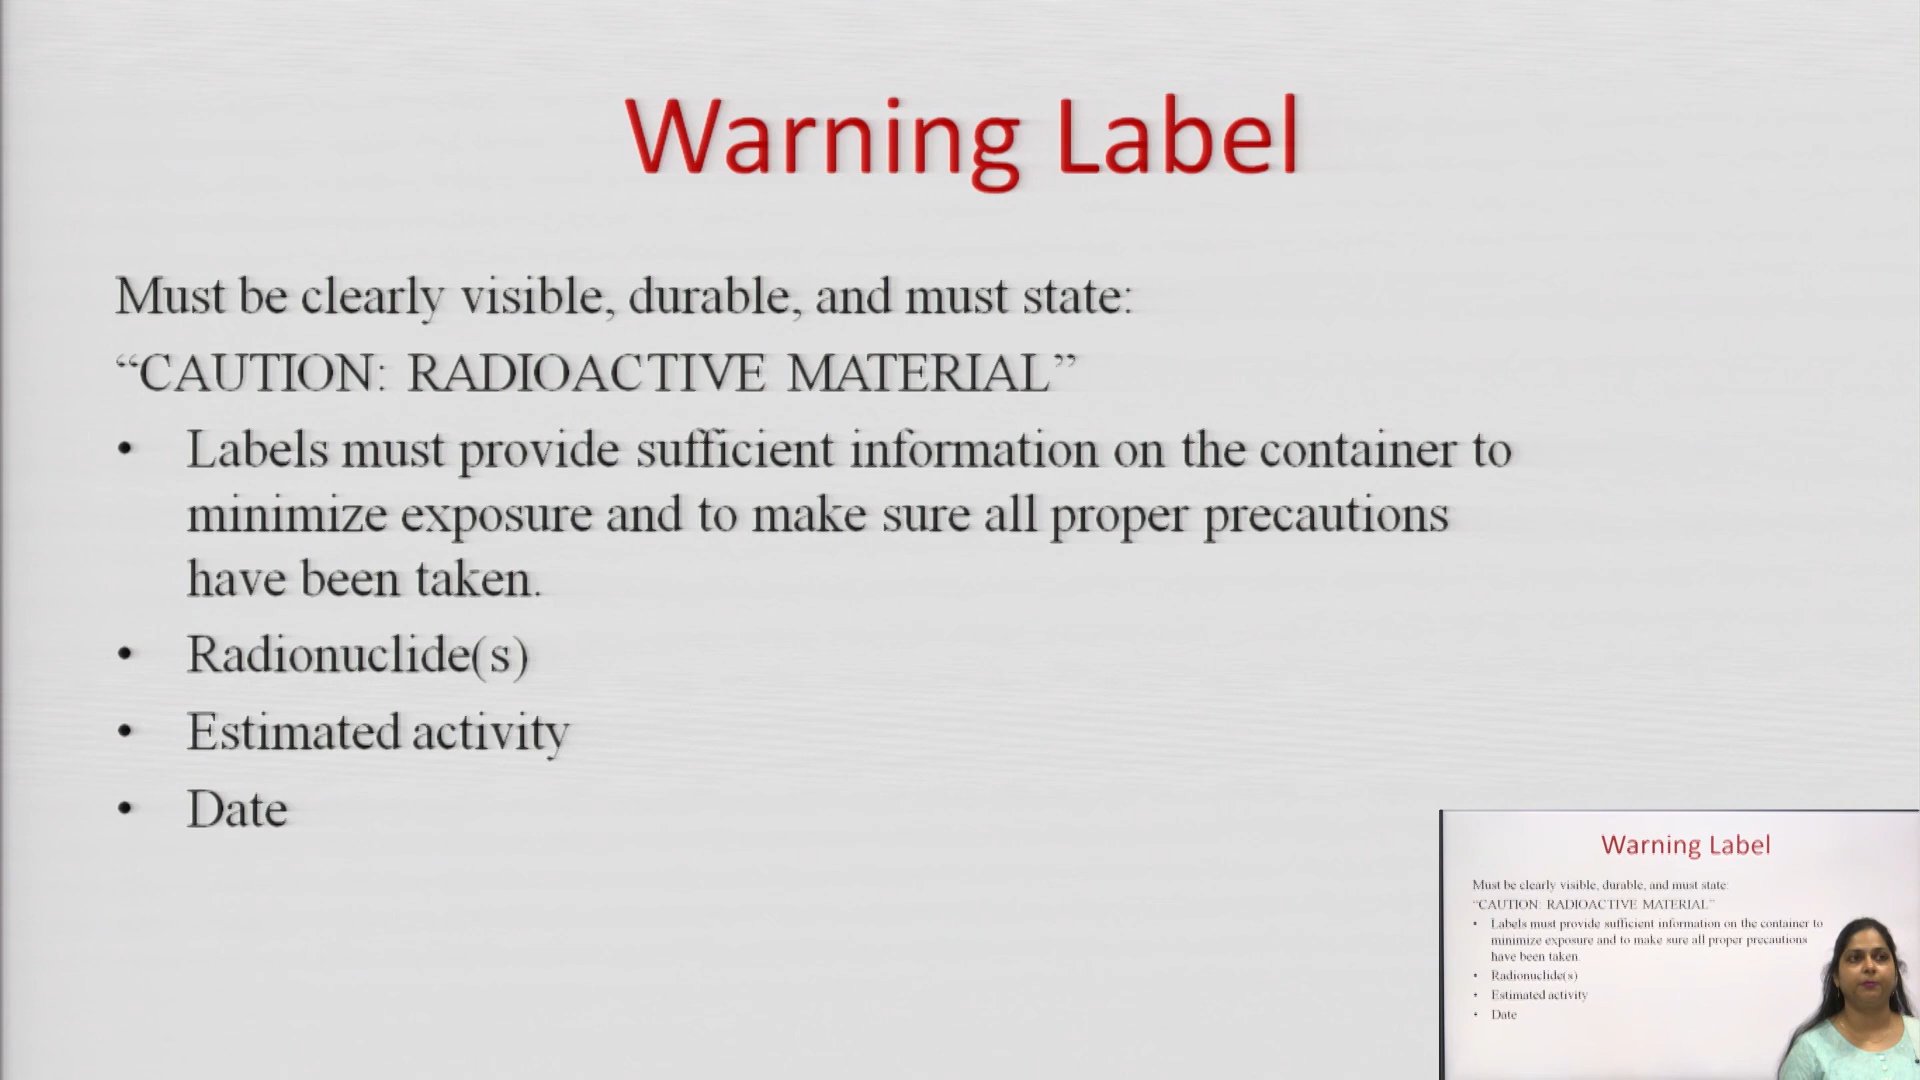 Warning Label
Must be clearly visible, durable, and must state:
“CAUTION: RADIOACTIVE MATERIAL”
• Labels must provide sufficient information on the container to
minimize exposure and to make sure all proper precautions
have been taken.
• Radionuclide(s)
• Estimated activity
• Date
Warning Label
Must be clearly visible, durable, and must state:
“CAUTION: RADIOACTIVE MATERIAL”
• Labels must provide sufficient information on the container to
minimize exposure and to make sure all proper precautions
have been taken.
• Radionuclide(s)
• Estimated activity
• Date